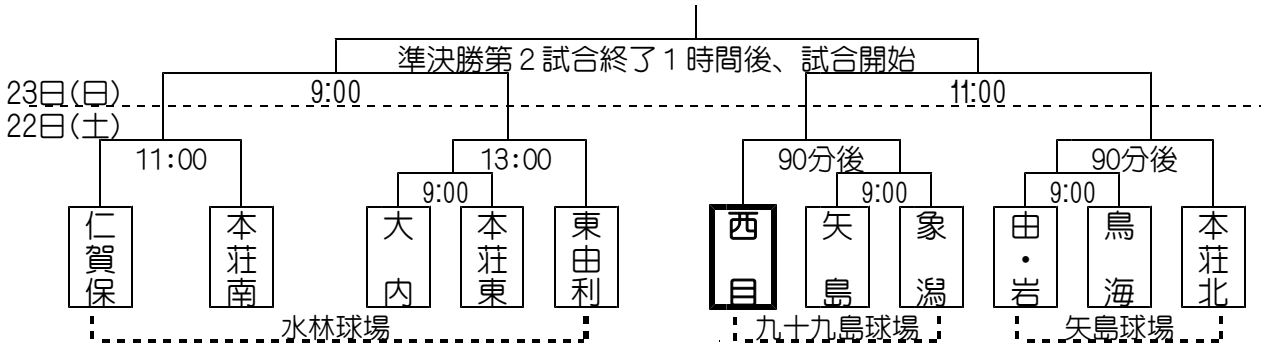 準決勝第２試合終了１時間後、試合開始
23日(日)
9:00
11:00
22日(土)
11:00
13:00
90分後
90分後
9:00
9:00
9:00
仁賀保
本荘南
大内
本荘東
東由利
西目
矢島
象潟
由・岩
鳥海
本荘北
水林球場
九十九島球場
矢島球場